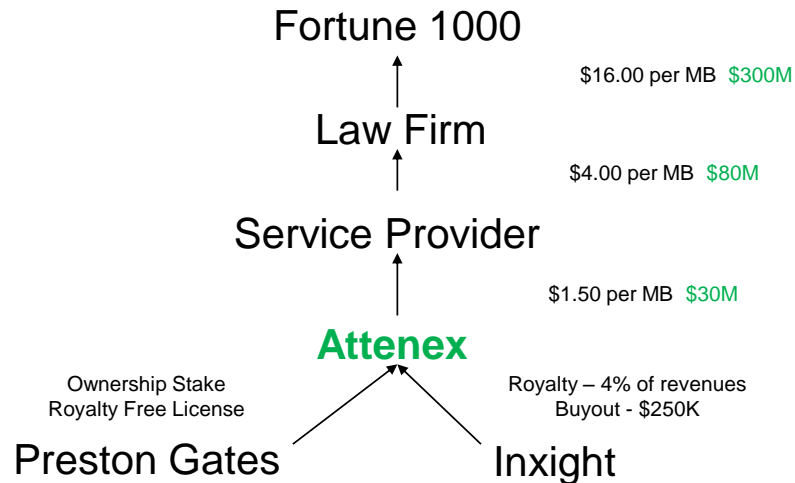 Fortune 1000
$16.00 per MB $300M
Law Firm
$4.00 per MB $80M
Service Provider
$1.50 per MB $30M
Attenex
Ownership Stake
Royalty Free License
Royalty – 4% of revenues
Buyout - $250K
Preston Gates
Inxight